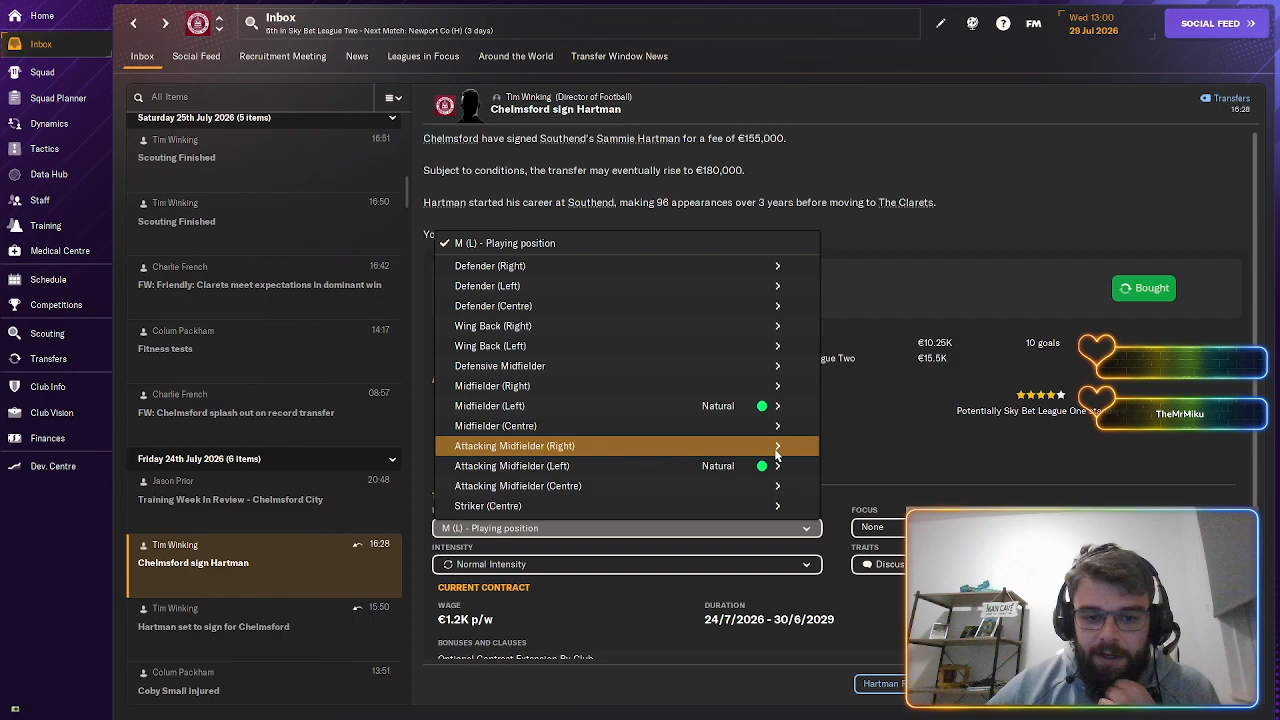 Home
Inbox
Squad
Squad Planner
Dynamics
Tactics
Data Hub
Staff
Training
Medical Centre
Schedule
Competitions
Scouting
Transfers
Club Info
Club Vision
Finances
Dev. Centre
Inbox
6th in Sky Bet League Two - Next Match: Newport Co (H) (3 days)
FM
Wed 13:00
29 Jul 2026
SOCIAL FEED
Inbox
Social Feed
Recruitment Meeting
News
Leagues in Focus
Around the World
Transfer Window News
All Items
Saturday 25th July 2026 (5 items)
Tim Winking 16:51
Scouting Finished
Tim Winking 16:50
Scouting Finished
Charlie French 16:42
FW: Friendly: Clarets meet expectations in dominant win
Colum Packham 14:17
Fitness tests
Charlie French 08:57
FW: Chelmsford splash out on record transfer
Friday 24th July 2026 (6 items)
Jason Prior 20:48
Training Week In Review - Chelmsford City
Tim Winking 16:28
Chelmsford sign Hartman
Tim Winking 15:50
Hartman set to sign for Chelmsford
Colum Packham 13:51
Coby Small injured
Tim Winking (Director of Football)
Chelmsford sign Hartman
Transfers
16:28
Chelmsford have signed Southend's Sammie Hartman for a fee of €155,000.
Subject to conditions, the transfer may eventually rise to €180,000.
Hartman started his career at Southend, making 96 appearances over 3 years before moving to The Clarets.
M (L) - Playing position
Defender (Right)
Defender (Left)
Defender (Centre)
Wing Back (Right)
Wing Back (Left)
Defensive Midfielder
Midfielder (Right)
Midfielder (Left) Natural
Midfielder (Centre)
Attacking Midfielder (Right)
Attacking Midfielder (Left) Natural
Attacking Midfielder (Centre)
Striker (Centre)
M (L) - Playing position
Bought
€10.25K 10 goals
€15.5K
TheMrMiku
FOCUS
None
INTENSITY
Normal Intensity
TRAITS
CURRENT CONTRACT
WAGE
€1.2K p/w
DURATION
24/7/2026 - 30/6/2029
BONUSES AND CLAUSES
Optional Contract Extension By Club
Hartman
MAN CAVE